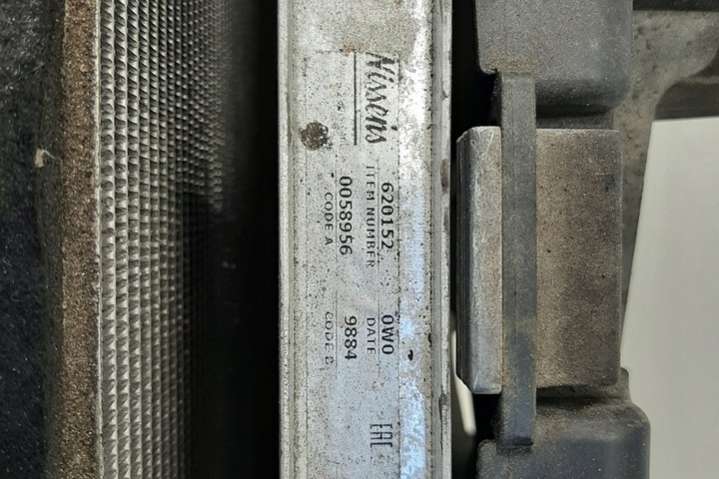 Nissens
620152
ITEM NUMBER
0058956
CODE A
0W0
DATE
9884
CODE B
EAC